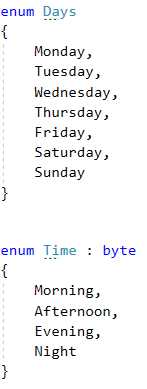 enum Days
{
    Monday,
    Tuesday,
    Wednesday,
    Thursday,
    Friday,
    Saturday,
    Sunday
}
enum Time : byte
{
    Morning,
    Afternoon,
    Evening,
    Night
}